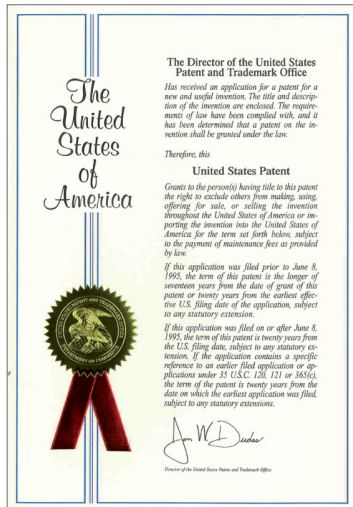 The
United
States
of
America
The Director of the United States
Patent and Trademark Office
Has received an application for a patent for a
new and useful invention. The title and descrip-
tion of the invention are enclosed. The require-
ments of law have been complied with, and it
has been determined that a patent on the in-
vention shall be granted under the law.
Therefore, this
United States Patent
Grants to the person(s) having title to this patent
the right to exclude others from making, using,
offering for sale, or selling the invention
throughout the United States of America or im-
porting the invention into the United States of
America for the term set forth below, subject
to the payment of maintenance fees as provided
by law.
If this application was filed prior to June 8,
1995, the term of this patent is the longer of
seventeen years from the date of grant of this
patent or twenty years from the earliest effec-
tive U.S. filing date of the application, subject
to any statutory extension.
If this application was filed on or after June 8,
1995, the term of this patent is twenty years from
the U.S. filing date, subject to any statutory ex-
tension. If the application contains a specific
reference to an earlier filed application or ap-
plications under 35 U.S.C. 120, 121 or 365(c),
the term of the patent is twenty years from the
date on which the earliest application was filed,
subject to any statutory extensions.
Jon W. Dudas
Director of the United States Patent and Trademark Office